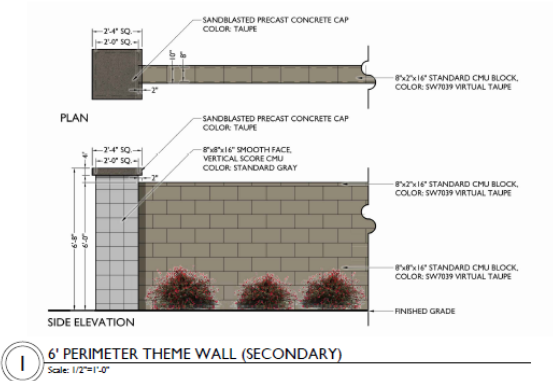 SANDBLASTED PRECAST CONCRETE CAP
COLOR: TAUPE
2'-4" SQ.
2'-0" SQ.
10"
8"
8"x2"x16" STANDARD CMU BLOCK,
COLOR: SW7039 VIRTUAL TAUPE
2"
PLAN
SANDBLASTED PRECAST CONCRETE CAP
COLOR: TAUPE
2'-4" SQ.
2'-0" SQ.
8"x8"x16" SMOOTH FACE,
VERTICAL SCORE CMU
COLOR: STANDARD GRAY
2"
8"x2"x16" STANDARD CMU BLOCK,
COLOR: SW7039 VIRTUAL TAUPE
6'-8"
6'-0"
8"x8"x16" STANDARD CMU BLOCK,
COLOR: SW7039 VIRTUAL TAUPE
FINISHED GRADE
SIDE ELEVATION
1
6' PERIMETER THEME WALL (SECONDARY)
Scale: 1/2"=1'-0"